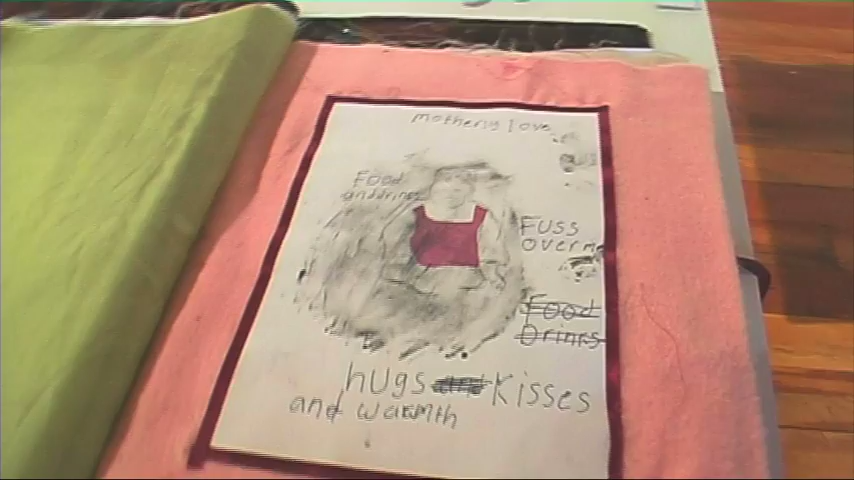 motherly love
Food
and drinks
Fuss
over me
Food
Drinks
hugs and Kisses
and warmth